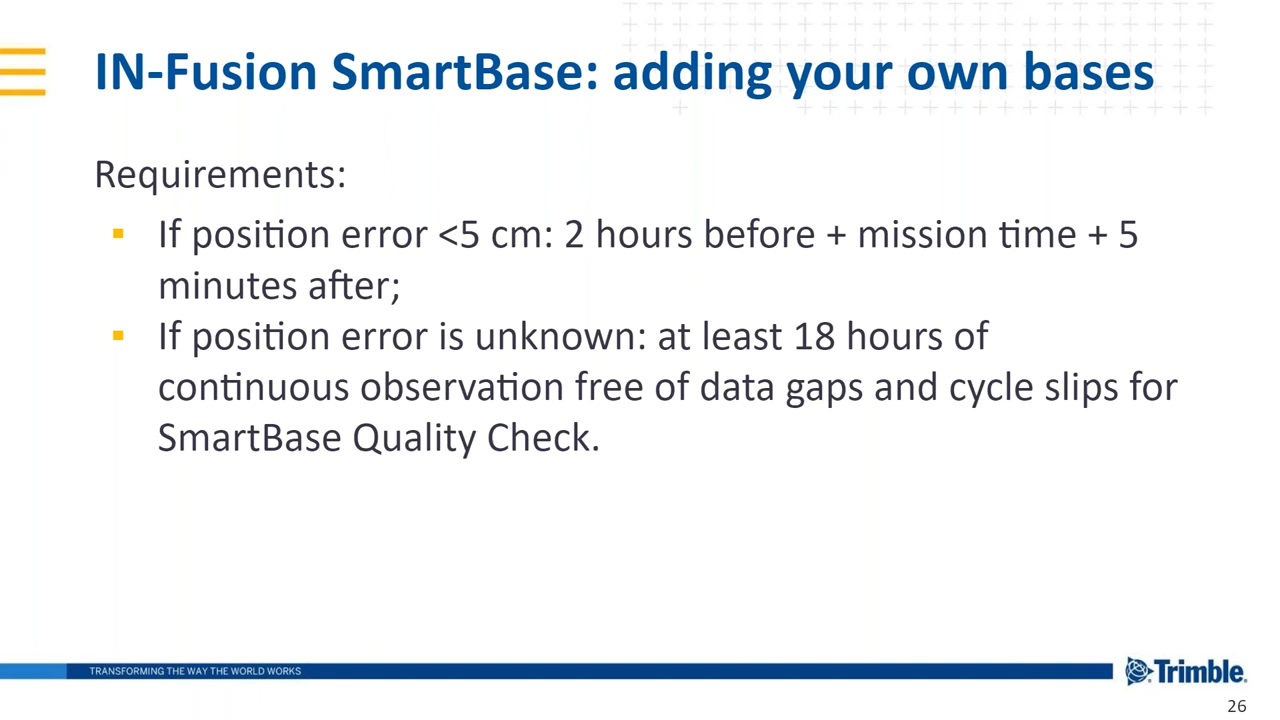 IN-Fusion SmartBase: adding your own bases
Requirements:
▪ If position error <5 cm: 2 hours before + mission time + 5
minutes after;
▪ If position error is unknown: at least 18 hours of
continuous observation free of data gaps and cycle slips for
SmartBase Quality Check.
TRANSFORMING THE WAY THE WORLD WORKS
Trimble.
26